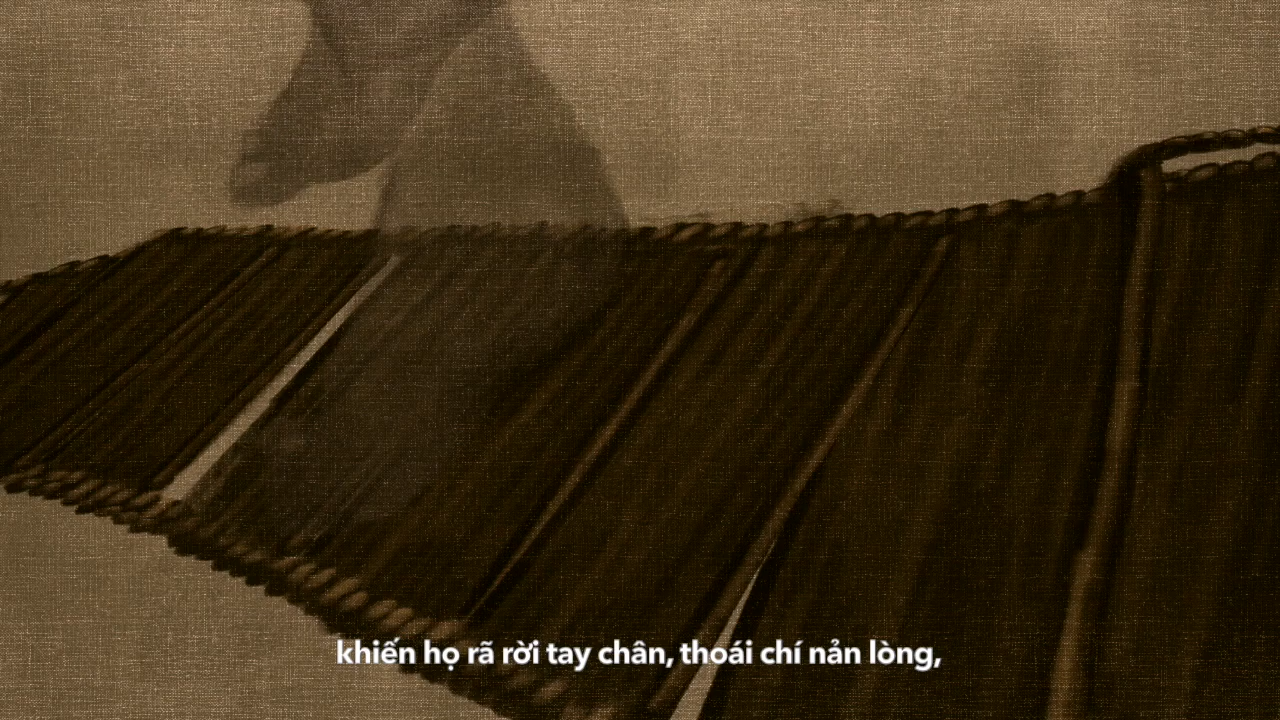 khiến họ rã rời tay chân, thoái chí nản lòng,